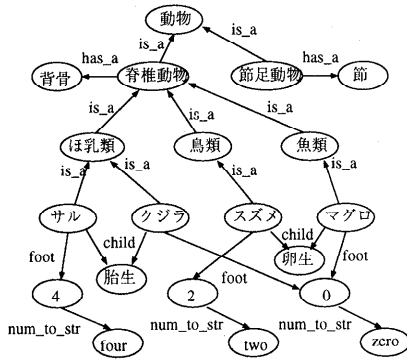 動物
is_a
is_a
has_a
has_a
背骨
脊椎動物
節足動物
節
is_a
is_a
is_a
ほ乳類
鳥類
魚類
is_a
is_a
is_a
is_a
サル
クジラ
スズメ
マグロ
child
child
foot
胎生
卵生
foot
foot
4
2
0
num_to_str
num_to_str
num_to_str
four
two
zero